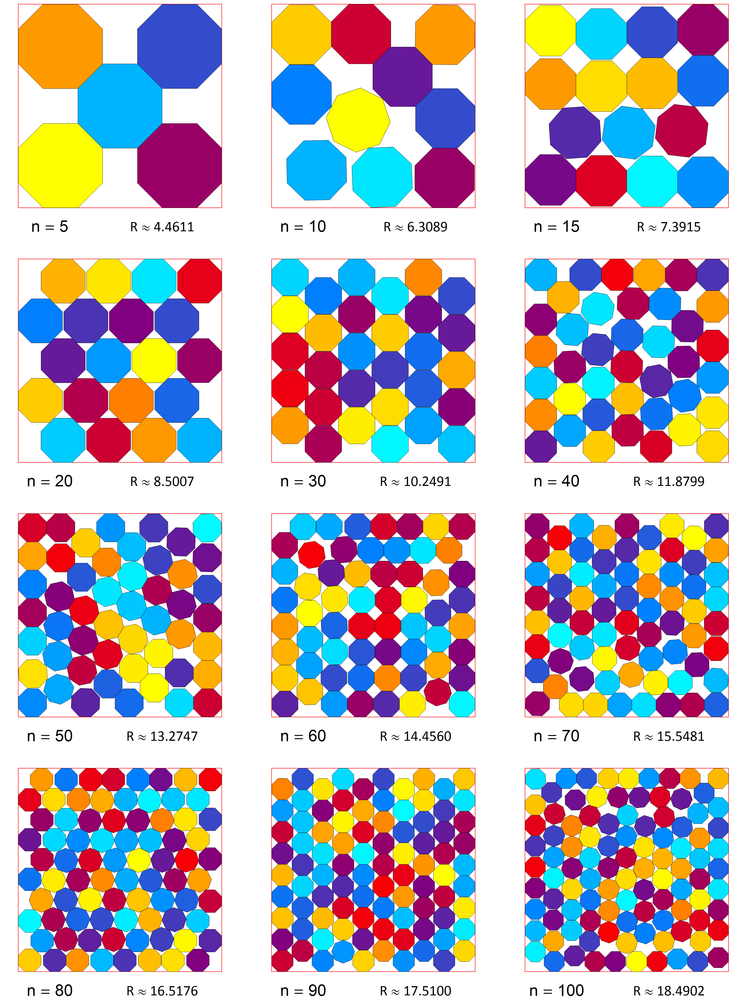 n = 5 R ≈ 4.4611
n = 10 R ≈ 6.3089
n = 15 R ≈ 7.3915
n = 20 R ≈ 8.5007
n = 30 R ≈ 10.2491
n = 40 R ≈ 11.8799
n = 50 R ≈ 13.2747
n = 60 R ≈ 14.4560
n = 70 R ≈ 15.5481
n = 80 R ≈ 16.5176
n = 90 R ≈ 17.5100
n = 100 R ≈ 18.4902